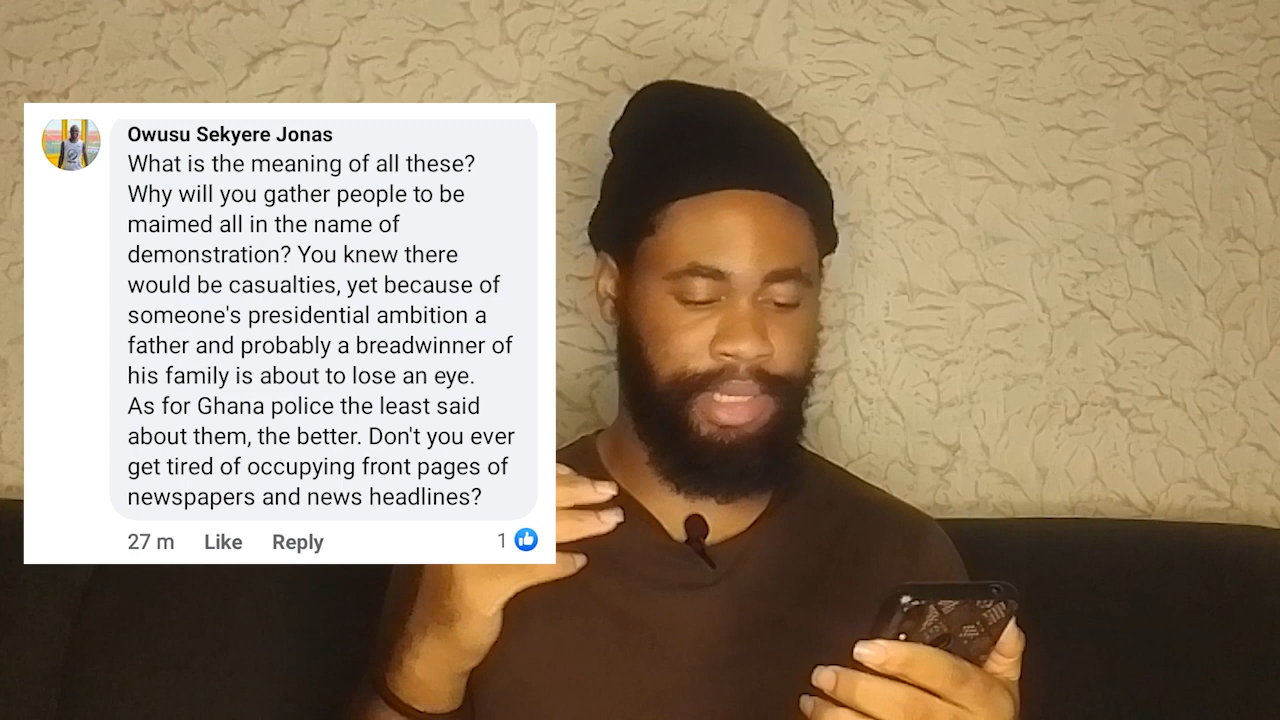 Owusu Sekyere Jonas
What is the meaning of all these?
Why will you gather people to be
maimed all in the name of
demonstration? You knew there
would be casualties, yet because of
someone's presidential ambition a
father and probably a breadwinner of
his family is about to lose an eye.
As for Ghana police the least said
about them, the better. Don't you ever
get tired of occupying front pages of
newspapers and news headlines?
27 m Like Reply 1